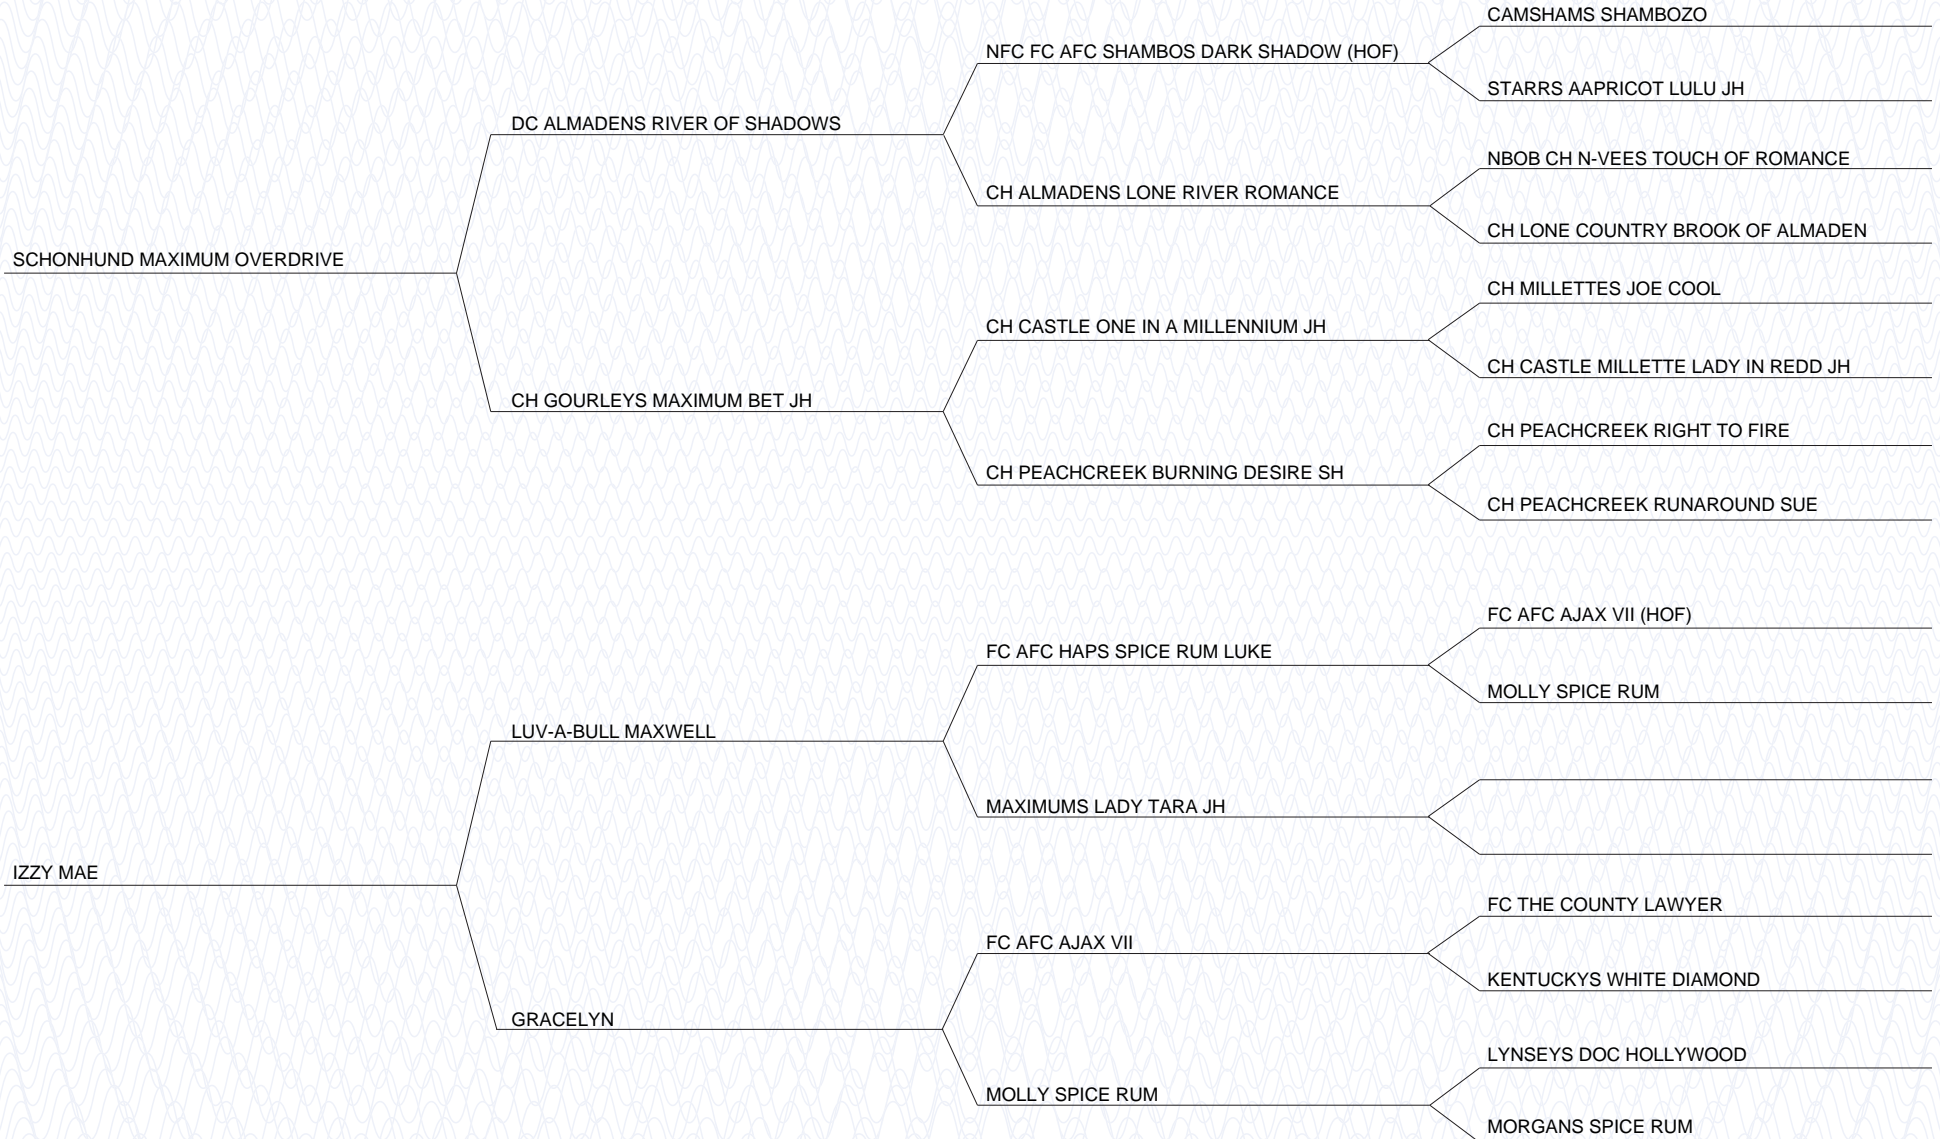 CAMSHAMS SHAMBOZO
NFC FC AFC SHAMBOS DARK SHADOW (HOF)
STARRS AAPRICOT LULU JH
DC ALMADENS RIVER OF SHADOWS
NBOB CH N-VEES TOUCH OF ROMANCE
CH ALMADENS LONE RIVER ROMANCE
CH LONE COUNTRY BROOK OF ALMADEN
SCHONHUND MAXIMUM OVERDRIVE
CH MILLETTES JOE COOL
CH CASTLE ONE IN A MILLENNIUM JH
CH CASTLE MILLETTE LADY IN REDD JH
CH GOURLEYS MAXIMUM BET JH
CH PEACHCREEK RIGHT TO FIRE
CH PEACHCREEK BURNING DESIRE SH
CH PEACHCREEK RUNAROUND SUE
FC AFC AJAX VII (HOF)
FC AFC HAPS SPICE RUM LUKE
MOLLY SPICE RUM
LUV-A-BULL MAXWELL
MAXIMUMS LADY TARA JH
IZZY MAE
FC THE COUNTY LAWYER
FC AFC AJAX VII
KENTUCKYS WHITE DIAMOND
GRACELYN
LYNSEYS DOC HOLLYWOOD
MOLLY SPICE RUM
MORGANS SPICE RUM